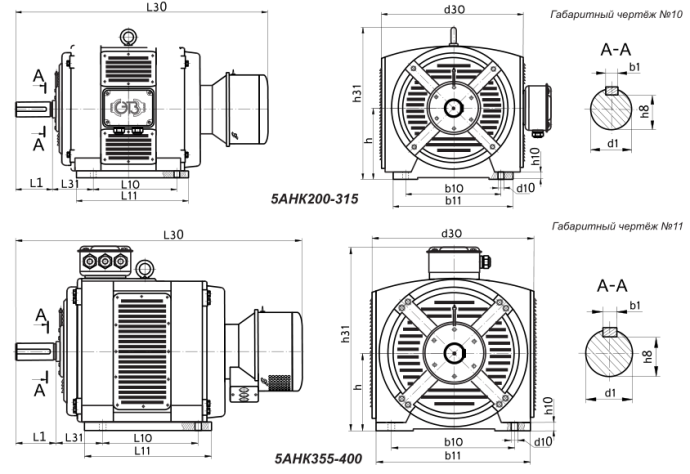 L30
d30
Габаритный чертёж №10
A-A
b1
A
A
h31
h
h8
d1
h10
L1
L31
L10
L11
b10
b11
d10
5АНК200-315
L30
d30
Габаритный чертёж №11
A-A
b1
A
A
h31
h
h8
d1
h10
L1
L31
L10
L11
b10
b11
d10
5АНК355-400